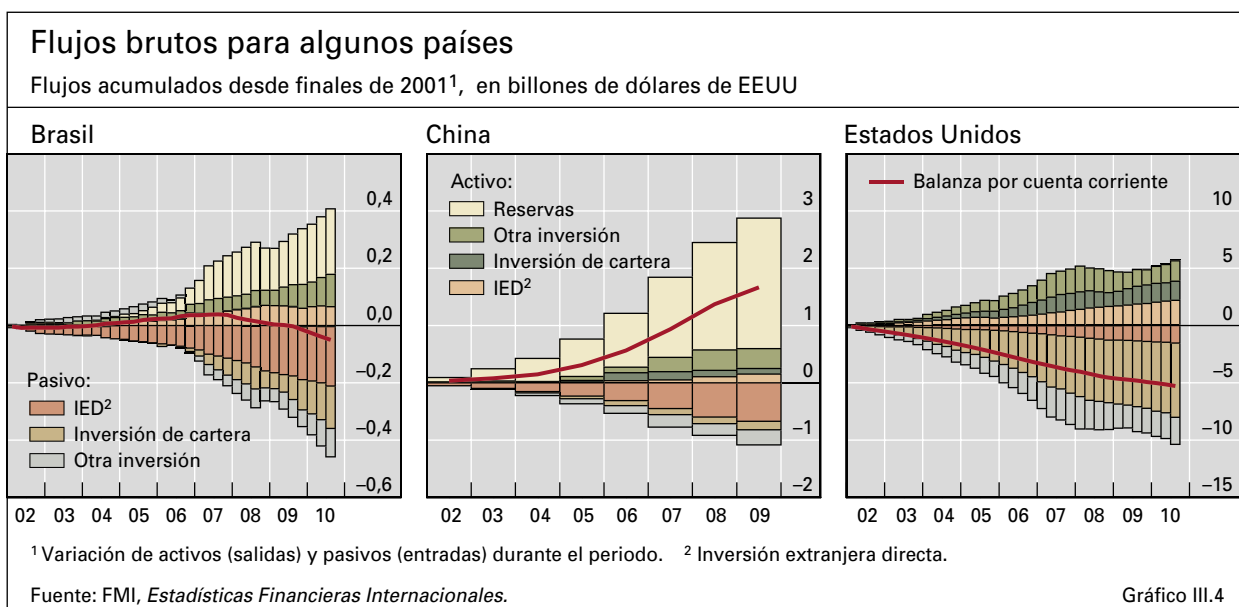 Flujos brutos para algunos países
Flujos acumulados desde finales de 2001¹, en billones de dólares de EEUU
Brasil
0,4
0,2
0,0
–0,2
–0,4
–0,6
Pasivo:
IED²
Inversión de cartera
Otra inversión
02 03 04 05 06 07 08 09 10
China
Activo:
Reservas
Otra inversión
Inversión de cartera
IED²
3
2
1
0
–1
–2
02 03 04 05 06 07 08 09
Estados Unidos
Balanza por cuenta corriente
10
5
0
–5
–10
–15
02 03 04 05 06 07 08 09 10
¹ Variación de activos (salidas) y pasivos (entradas) durante el periodo. ² Inversión extranjera directa.
Fuente: FMI, Estadísticas Financieras Internacionales.
Gráfico III.4